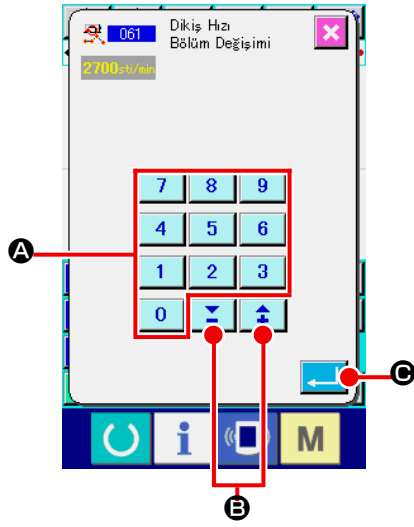 061
Dikiş Hızı
Bölüm Değişimi
2700sti/min
7 8 9
4 5 6
1 2 3
0
A
B
C
i
M